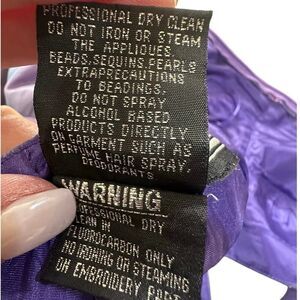 PROFESSIONAL DRY CLEAN
DO NOT IRON OR STEAM
THE APPLIQUES
BEADS,SEQUINS,PEARLS
EXTRAPRECAUTIONS
TO BEADINGS.
DO NOT SPRAY
ALCOHOL BASED
PRODUCTS DIRECTLY
ON GARMENT SUCH AS
PERFUME HAIR SPRAY,
DEODORANTS
WARNING
PROFESSIONAL DRY
CLEAN IN
FLUOROCARBON ONLY
NO IRONING OR STEAMING
ON EMBROIDERY